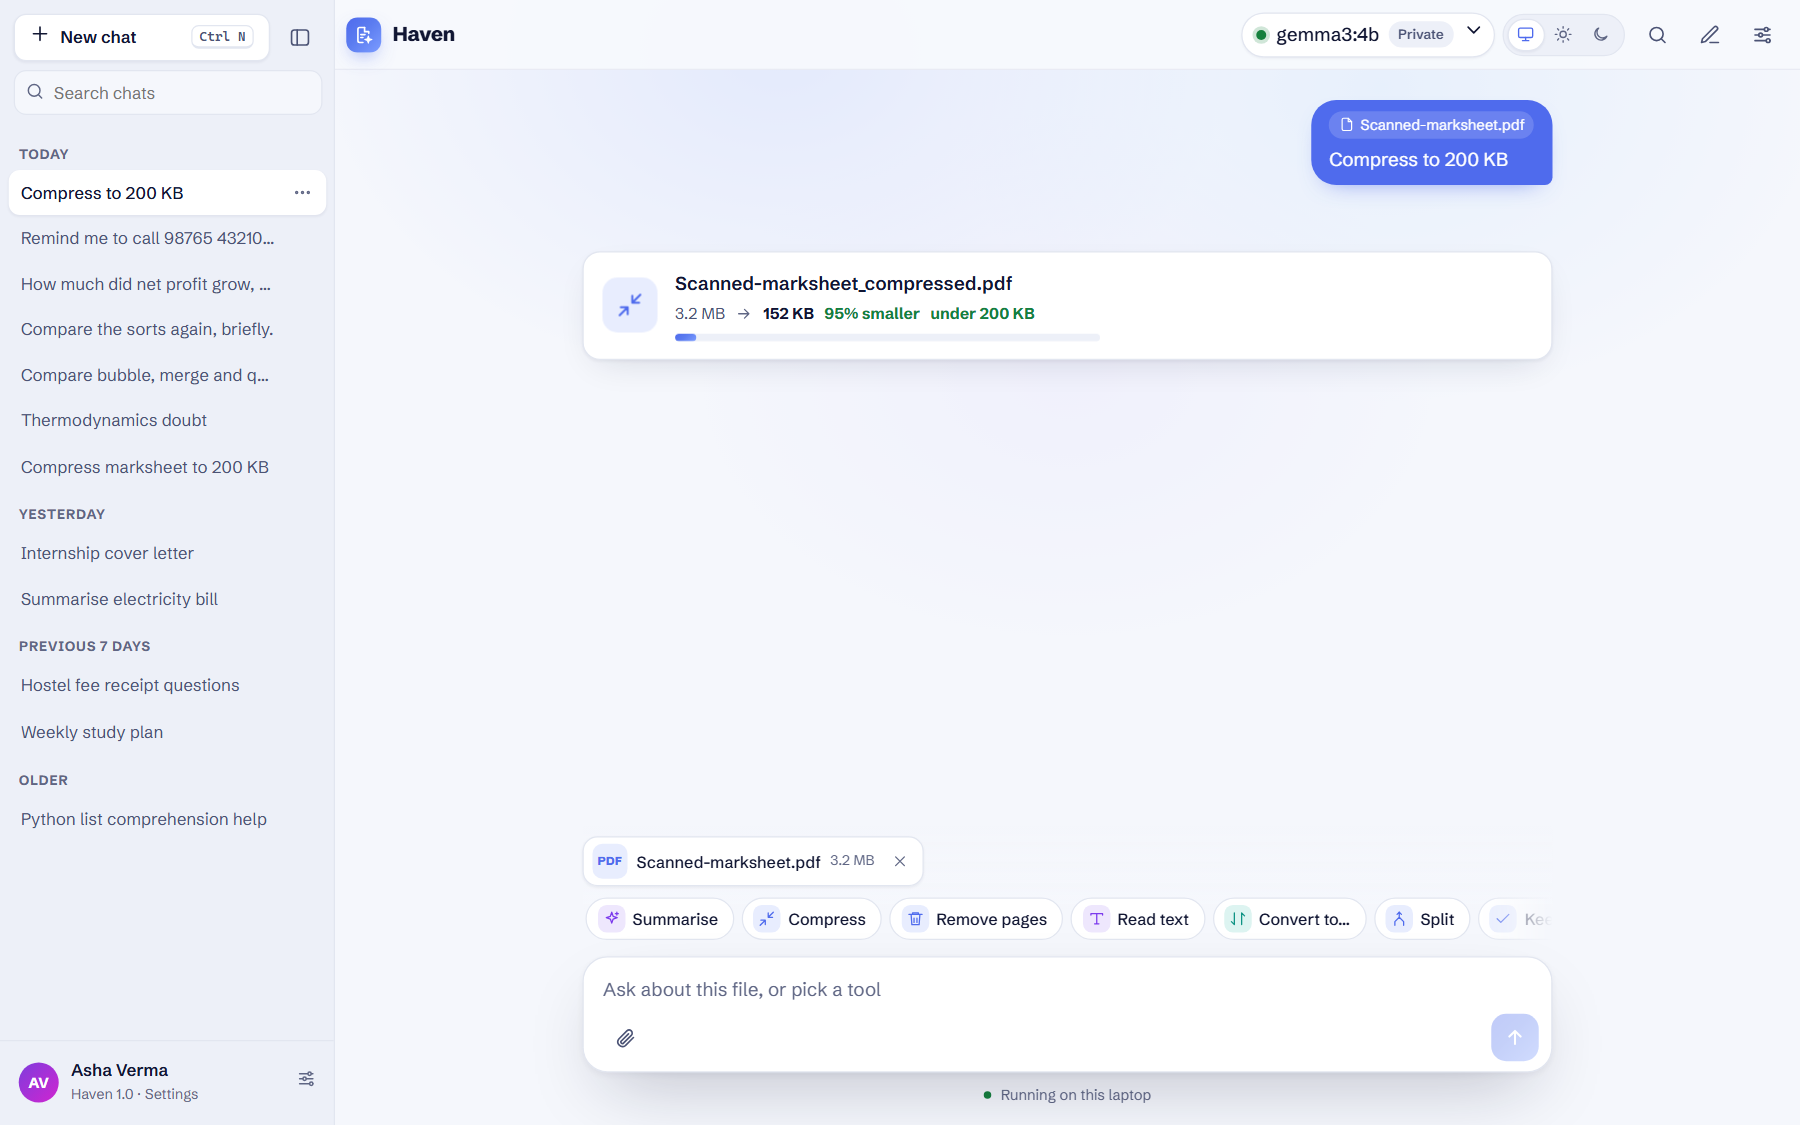 New chat
Ctrl N
Search chats
TODAY
Compress to 200 KB
Remind me to call 98765 43210...
How much did net profit grow, ...
Compare the sorts again, briefly.
Compare bubble, merge and q...
Thermodynamics doubt
Compress marksheet to 200 KB
YESTERDAY
Internship cover letter
Summarise electricity bill
PREVIOUS 7 DAYS
Hostel fee receipt questions
Weekly study plan
OLDER
Python list comprehension help
AV
Asha Verma
Haven 1.0 · Settings
Haven
gemma3:4b Private
Scanned-marksheet.pdf
Compress to 200 KB
Scanned-marksheet_compressed.pdf
3.2 MB → 152 KB 95% smaller under 200 KB
PDF Scanned-marksheet.pdf 3.2 MB
Summarise Compress Remove pages Read text Convert to... Split
Ask about this file, or pick a tool
Running on this laptop